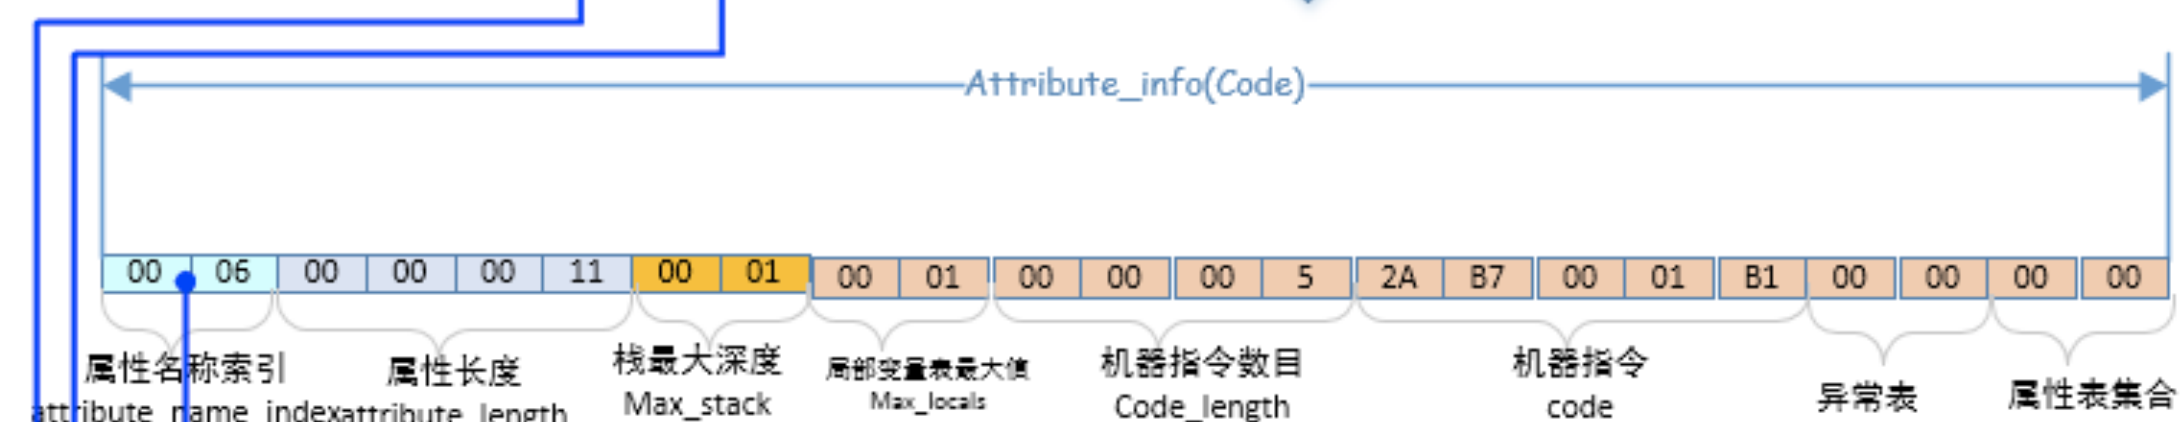 Attribute_info(Code)
00 06 00 00 00 11 00 01 00 01 00 00 00 5 2A B7 00 01 B1 00 00 00 00
属性名称索引 属性长度 栈最大深度 局部变量表最大值 机器指令数目 机器指令 异常表 属性表集合
attribute_name_index attribute_length Max_stack Max_locals Code_length code